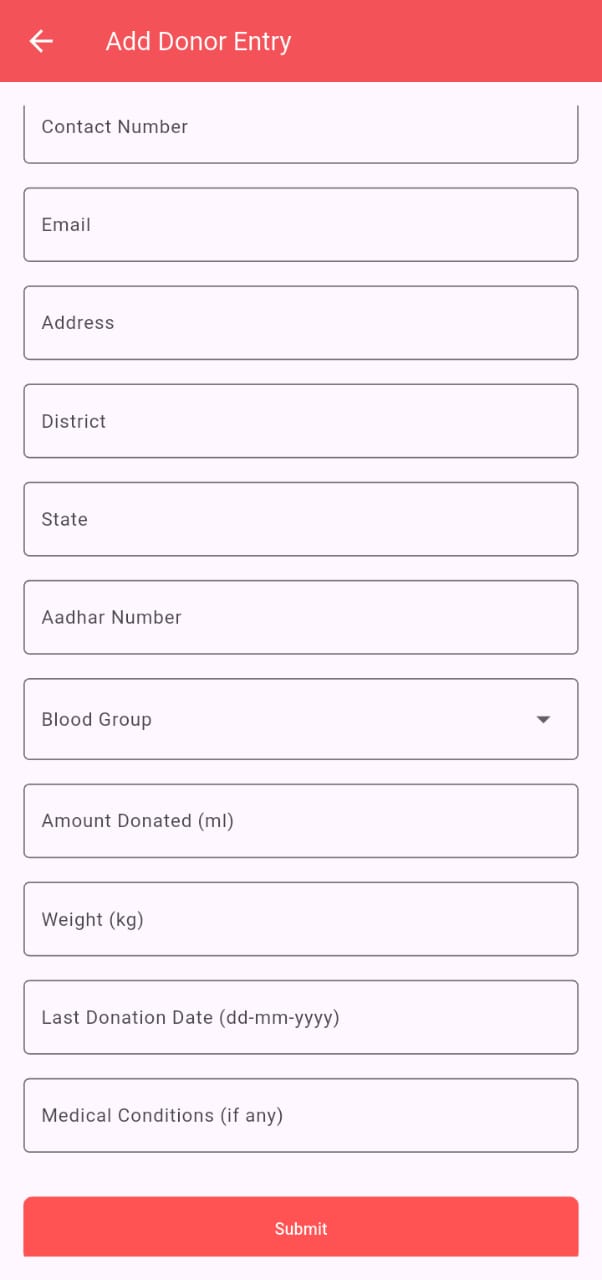 Add Donor Entry
Contact Number
Email
Address
District
State
Aadhar Number
Blood Group
Amount Donated (ml)
Weight (kg)
Last Donation Date (dd-mm-yyyy)
Medical Conditions (if any)
Submit